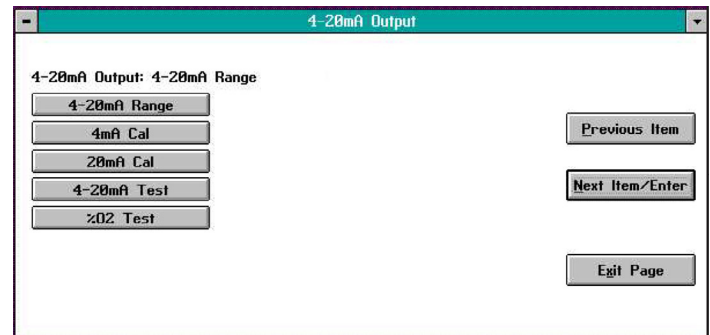 4-20mA Output
4-20mA Output: 4-20mA Range
4-20mA Range
4mA Cal
20mA Cal
4-20mA Test
%O2 Test
Previous Item
Next Item/Enter
Exit Page